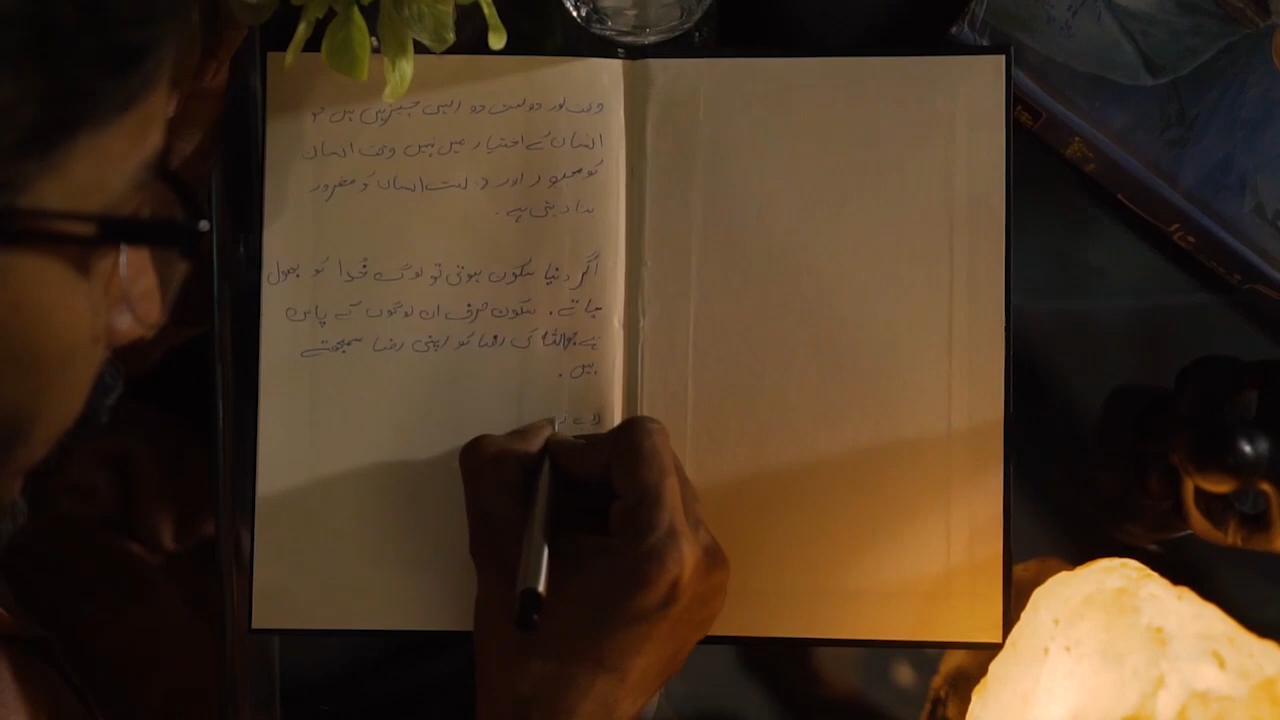 وقت اور دولت دو ایسی چیزیں ہیں جو
انسان کے اختیار میں نہیں وقت انسان
کو مجبور اور دولت انسان کو مغرور
بنا دیتی ہے۔
اگر دنیا سکون ہوتی تو لوگ خُدا کو بھول
جاتے۔ سکون صرف ان لوگوں کے پاس
ہے جو اللہ کی رضا کو اپنی رضا سمجھتے
ہیں۔